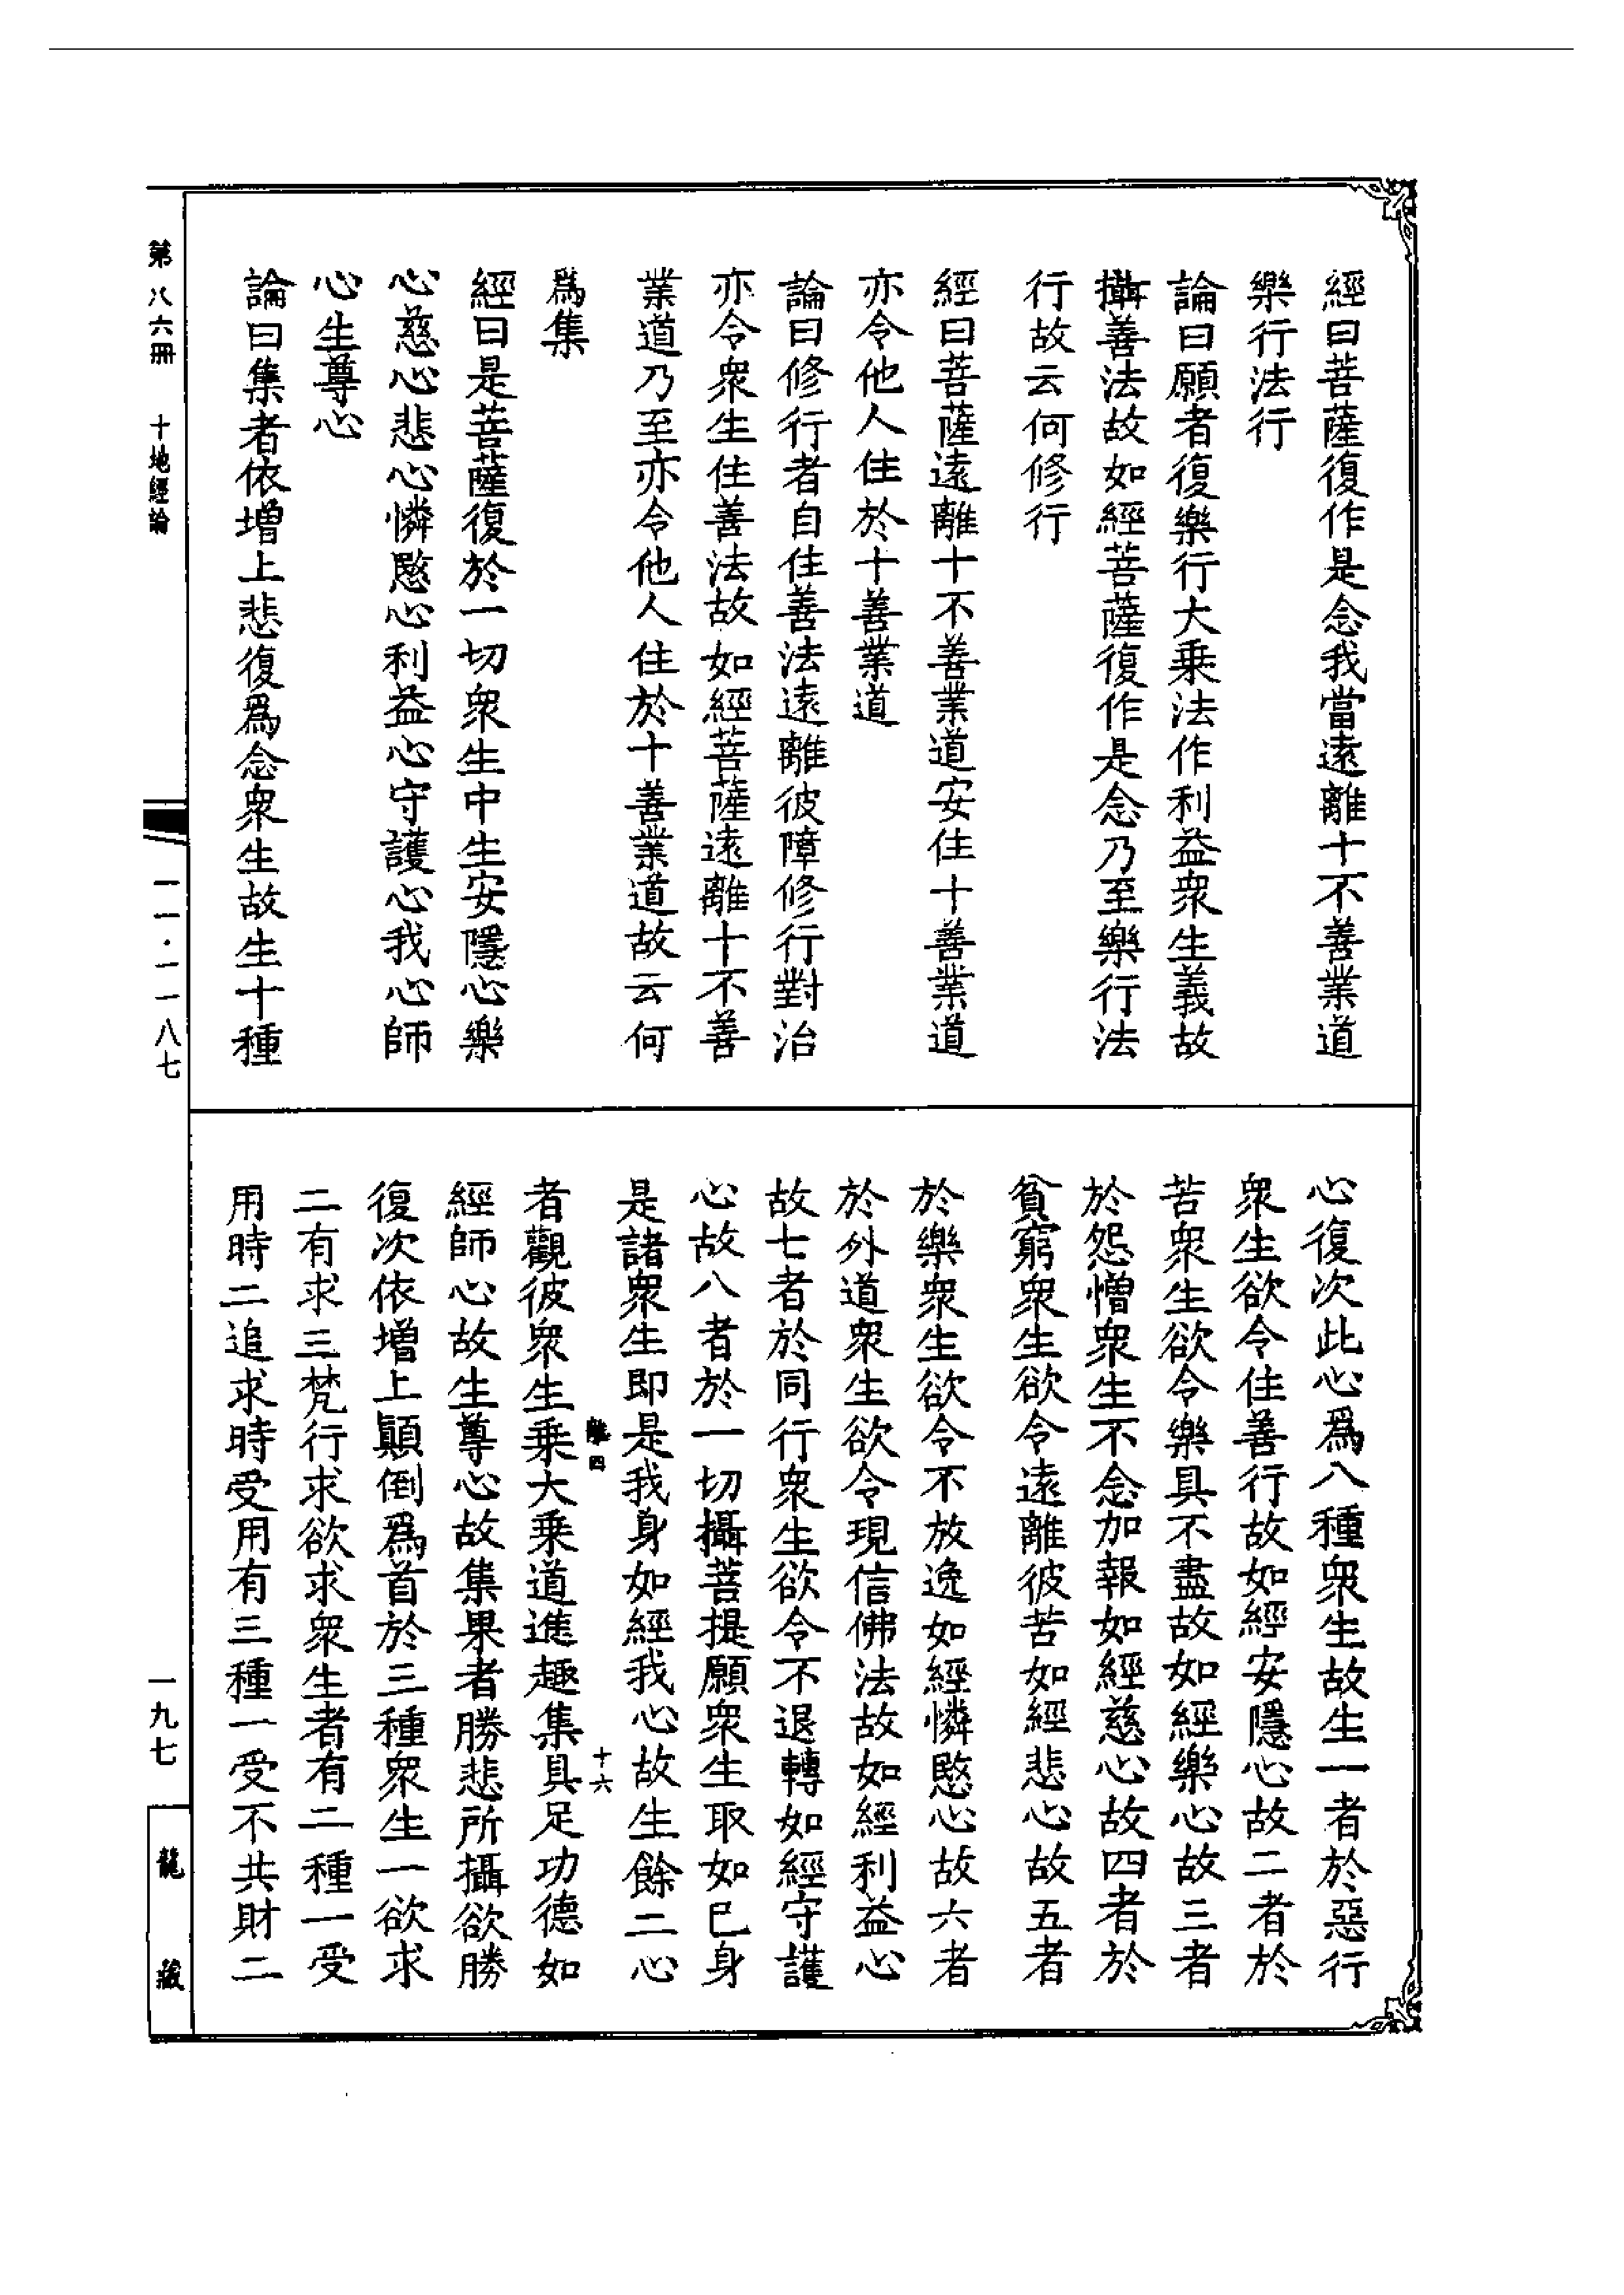 經曰菩薩復作是念我當遠離十不善業道
樂行法行
論曰願者復樂行大乘法作利益衆生義故
攝善法故如經菩薩復作是念乃至樂行法
行故云何修行
經曰菩薩遠離十不善業道安住十善業道
亦令他人住於十善業道
論曰修行者自住善法遠離彼障修行對治
亦令衆生住善法故如經菩薩遠離十不善
業道乃至亦令他人住於十善業道故云何
爲集
經曰是菩薩復於一切衆生中生安隱心樂
心慈心悲心憐愍心利益心守護心我心師
心生尊心
論曰集者依增上悲復爲念衆生故生十種
心復次此心爲八種衆生故生一者於惡行
衆生欲令住善行故如經安隱心故二者於
苦衆生欲令樂具不盡故如經樂心故三者
於怨憎衆生不念加報如經慈心故四者於
貧窮衆生欲令遠離彼苦如經悲心故五者
於樂衆生欲令不放逸如經憐愍心故六者
於外道衆生欲令現信佛法故如經利益心
故七者於同行衆生欲令不退轉如經守護
心故八者於一切攝菩提願衆生取如己身
是諸衆生即是我身如經我心故生餘二心
者觀彼衆生乘大乘道進趣集具足功德如
經師心故生尊心故集果者勝悲所攝欲勝
復次依增上顚倒爲首於三種衆生一欲求
二有求三梵行求欲求衆生者有二種一受
用時二追求時受用有三種一受不共財二
四
十六
第八六冊
十地經論
一一·一一八七
一九七
龍藏